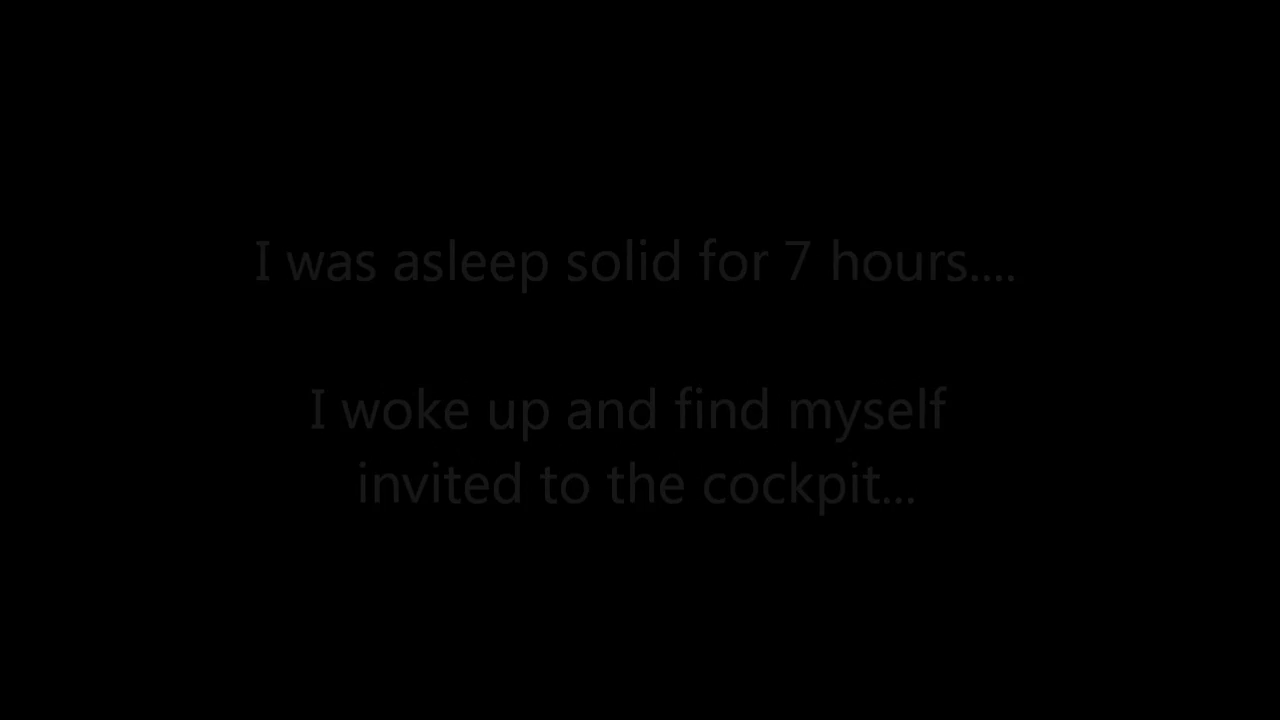 I was asleep solid for 7 hours....
I woke up and find myself
invited to the cockpit...